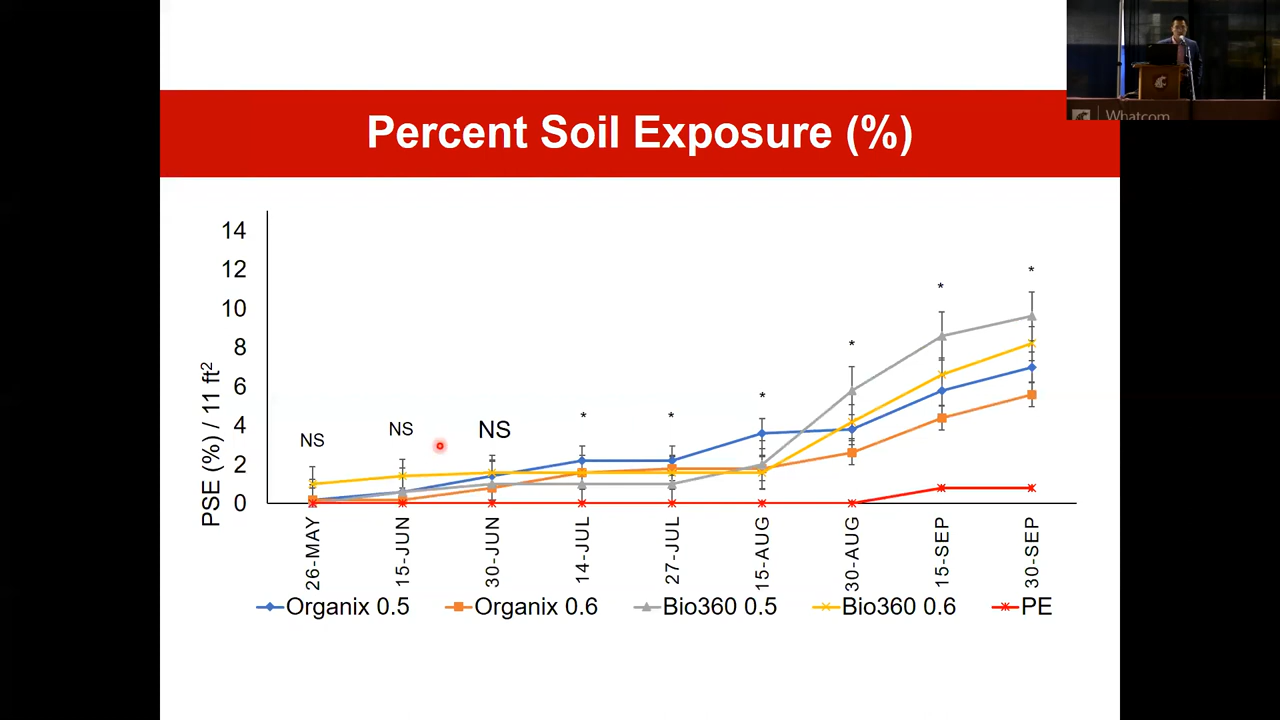 Percent Soil Exposure (%)
Whatcom
PSE (%) / 11 ft²
14
12
10
8
6
4
2
0
NS
NS
NS
*
*
*
*
*
*
26-MAY
15-JUN
30-JUN
14-JUL
27-JUL
15-AUG
30-AUG
15-SEP
30-SEP
Organix 0.5
Organix 0.6
Bio360 0.5
Bio360 0.6
PE